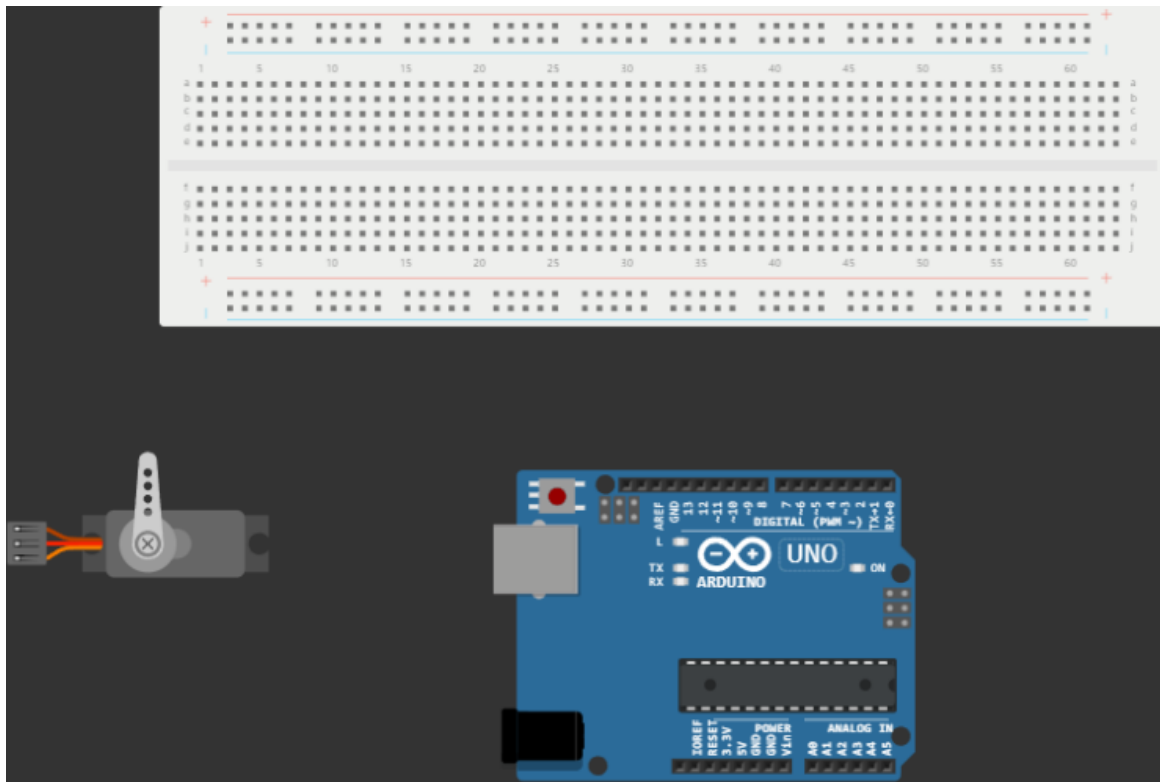 + +
1 5 10 15 20 25 30 35 40 45 50 55 60
a a
b b
c c
d d
e e
f f
g g
h h
i i
j j
1 5 10 15 20 25 30 35 40 45 50 55 60
+ +
AREF GND 13 12 ~11 ~10 ~9 8 7 ~6 ~5 4 ~3 2 TX→1 RX←0
DIGITAL (PWM ~)
L
UNO
TX ON
RX ARDUINO
POWER ANALOG IN
IOREF RESET 3.3V 5V GND GND Vin A0 A1 A2 A3 A4 A5